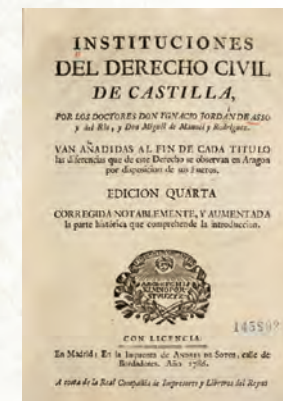 INSTITUCIONES
DEL DERECHO CIVIL
DE CASTILLA,
POR LOS DOCTORES DON IGNACIO JORDÁN DE ASSO
y del Rio, y Don Miguél de Manuel y Rodriguez.
VAN AÑADIDAS AL FIN DE CADA TITULO
las diferencias que de este Derecho se observan en Aragon
por disposicion de sus Fueros.
EDICION QUARTA
CORREGIDA NOTABLEMENTE, Y AUMENTADA
la parte histórica que comprehende la introduccion.
CON LICENCIA
En Madrid: En la Imprenta de Andres de Sotos, calle de
Bordadores. Año 1786.
A costa de la Real Compañia de Impresores y Libreros del Reyno